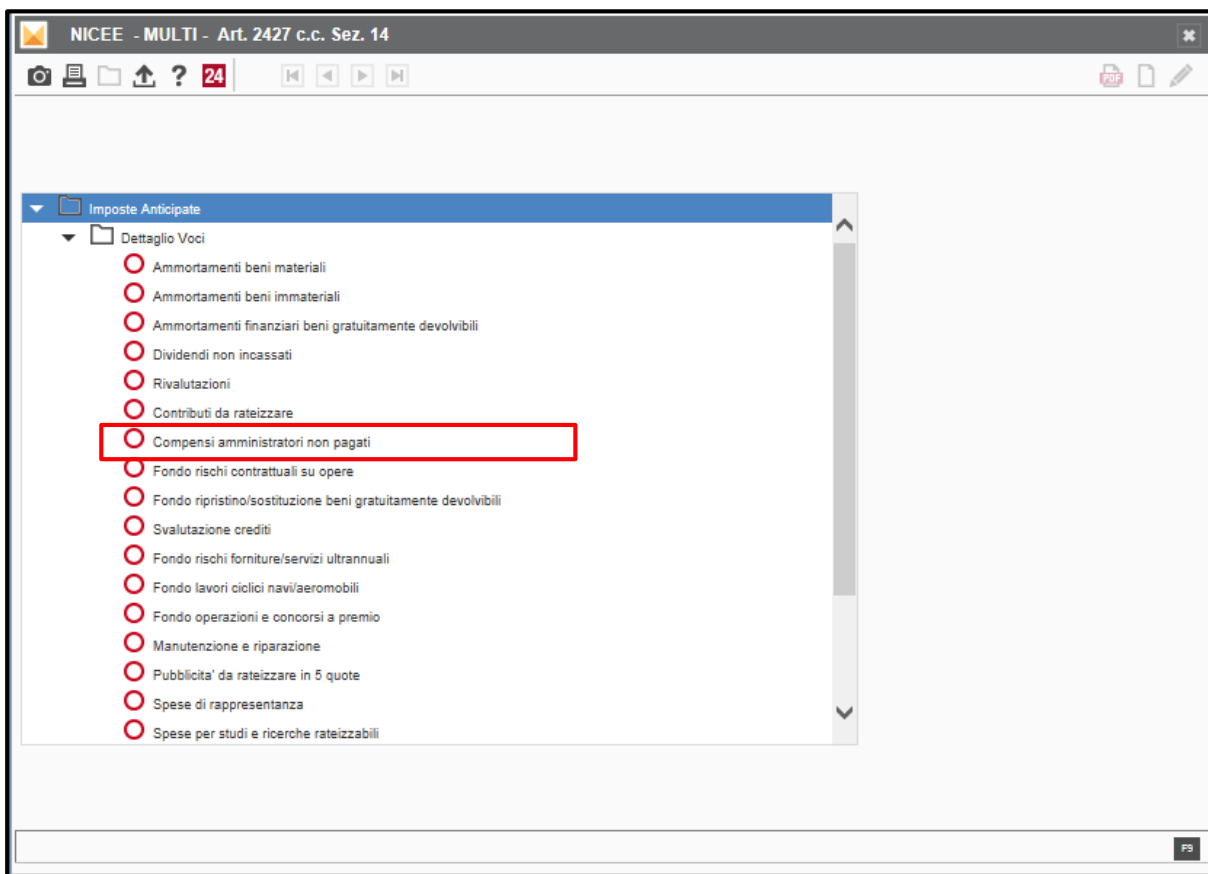 NICEE - MULTI - Art. 2427 c.c. Sez. 14
? 24
PDF
Imposte Anticipate
Dettaglio Voci
Ammortamenti beni materiali
Ammortamenti beni immateriali
Ammortamenti finanziari beni gratuitamente devolvibili
Dividendi non incassati
Rivalutazioni
Contributi da rateizzare
Compensi amministratori non pagati
Fondo rischi contrattuali su opere
Fondo ripristino/sostituzione beni gratuitamente devolvibili
Svalutazione crediti
Fondo rischi forniture/servizi ultrannuali
Fondo lavori ciclici navi/aeromobili
Fondo operazioni e concorsi a premio
Manutenzione e riparazione
Pubblicita' da rateizzare in 5 quote
Spese di rappresentanza
Spese per studi e ricerche rateizzabili
F9